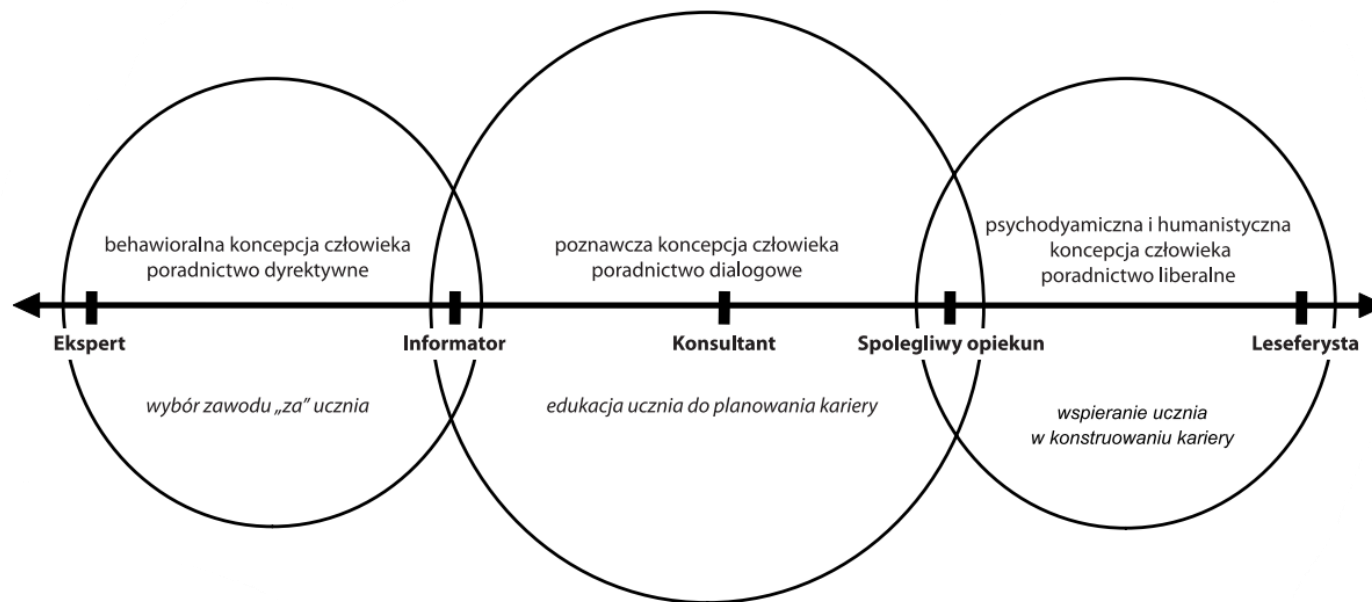 behawioralna koncepcja człowieka
poradnictwo dyrektywne
poznawcza koncepcja człowieka
poradnictwo dialogowe
psychodyamiczna i humanistyczna
koncepcja człowieka
poradnictwo liberalne
Ekspert
Informator
Konsultant
Spolegliwy opiekun
Leseferysta
wybór zawodu „za” ucznia
edukacja ucznia do planowania kariery
wspieranie ucznia
w konstruowaniu kariery